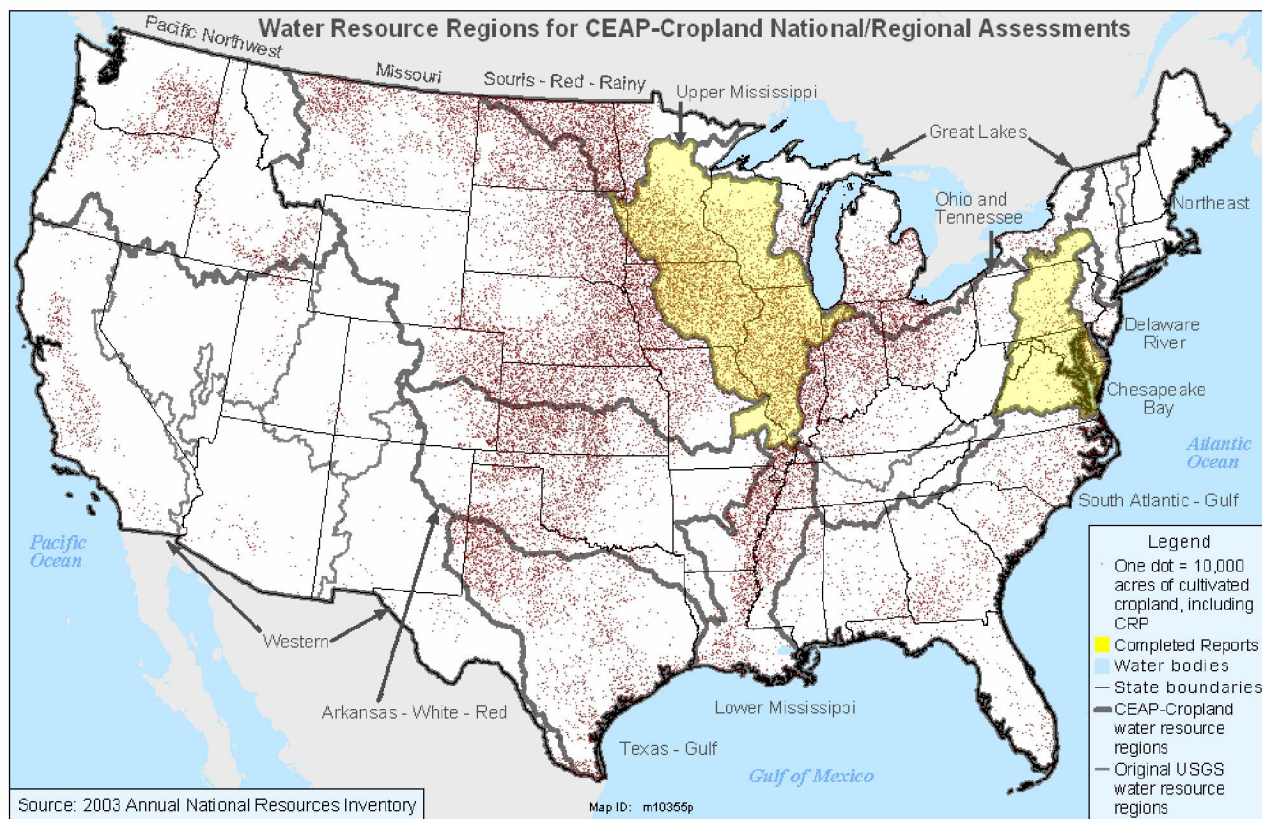 Water Resource Regions for CEAP-Cropland National/Regional Assessments
Pacific Northwest
Missouri
Souris - Red - Rainy
Upper Mississippi
Great Lakes
Ohio and
Tennessee
Northeast
Delaware
River
Chesapeake
Bay
Atlantic
Ocean
South Atlantic - Gulf
Pacific
Ocean
Western
Arkansas - White - Red
Texas - Gulf
Lower Mississippi
Gulf of Mexico
Legend
One dot = 10,000
acres of cultivated
cropland, including
CRP
Completed Reports
Water bodies
State boundaries
CEAP-Cropland
water resource
regions
Original USGS
water resource
regions
Source: 2003 Annual National Resources Inventory
Map ID: m10355p